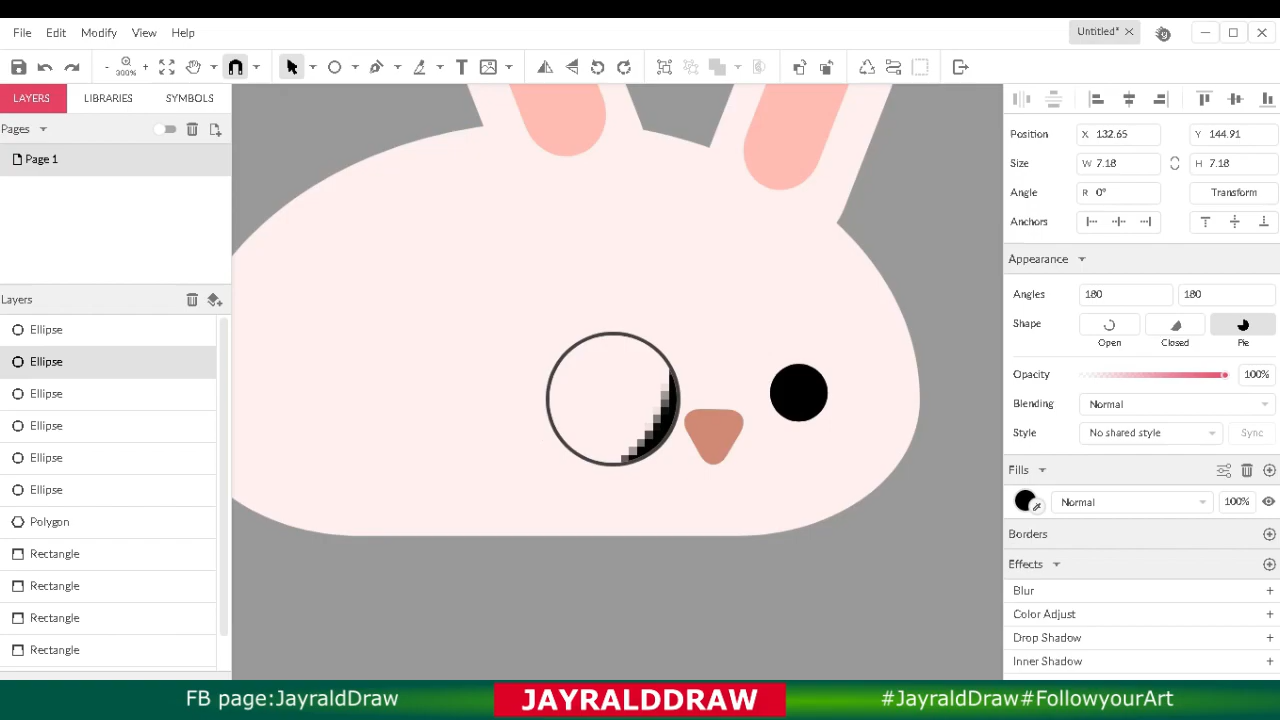 File Edit Modify View Help
Untitled*
- 300% +
LAYERS LIBRARIES SYMBOLS
Pages
Page 1
Layers
Ellipse
Ellipse
Ellipse
Ellipse
Ellipse
Ellipse
Polygon
Rectangle
Rectangle
Rectangle
Rectangle
Position X 132.65 Y 144.91
Size W 7.18 H 7.18
Angle R 0° Transform
Anchors
Appearance
Angles 180 180
Shape
Open Closed Pie
Opacity 100%
Blending Normal
Style No shared style Sync
Fills
Normal 100%
Borders
Effects
Blur +
Color Adjust +
Drop Shadow +
Inner Shadow +
FB page:JayraldDraw JAYRALDDRAW #JayraldDraw#FollowyourArt